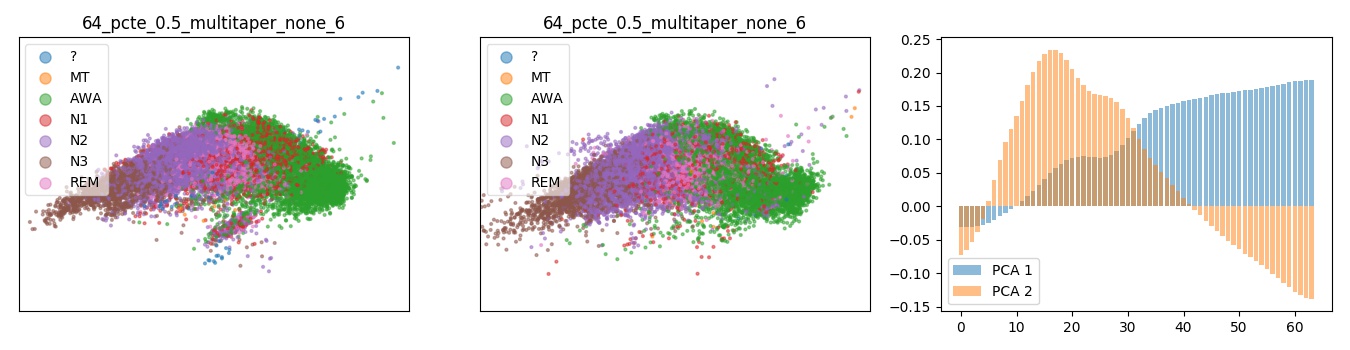 64_pcte_0.5_multitaper_none_6
?
MT
AWA
N1
N2
N3
REM
64_pcte_0.5_multitaper_none_6
?
MT
AWA
N1
N2
N3
REM
0.25
0.20
0.15
0.10
0.05
0.00
−0.05
−0.10
−0.15
PCA 1
PCA 2
0 10 20 30 40 50 60